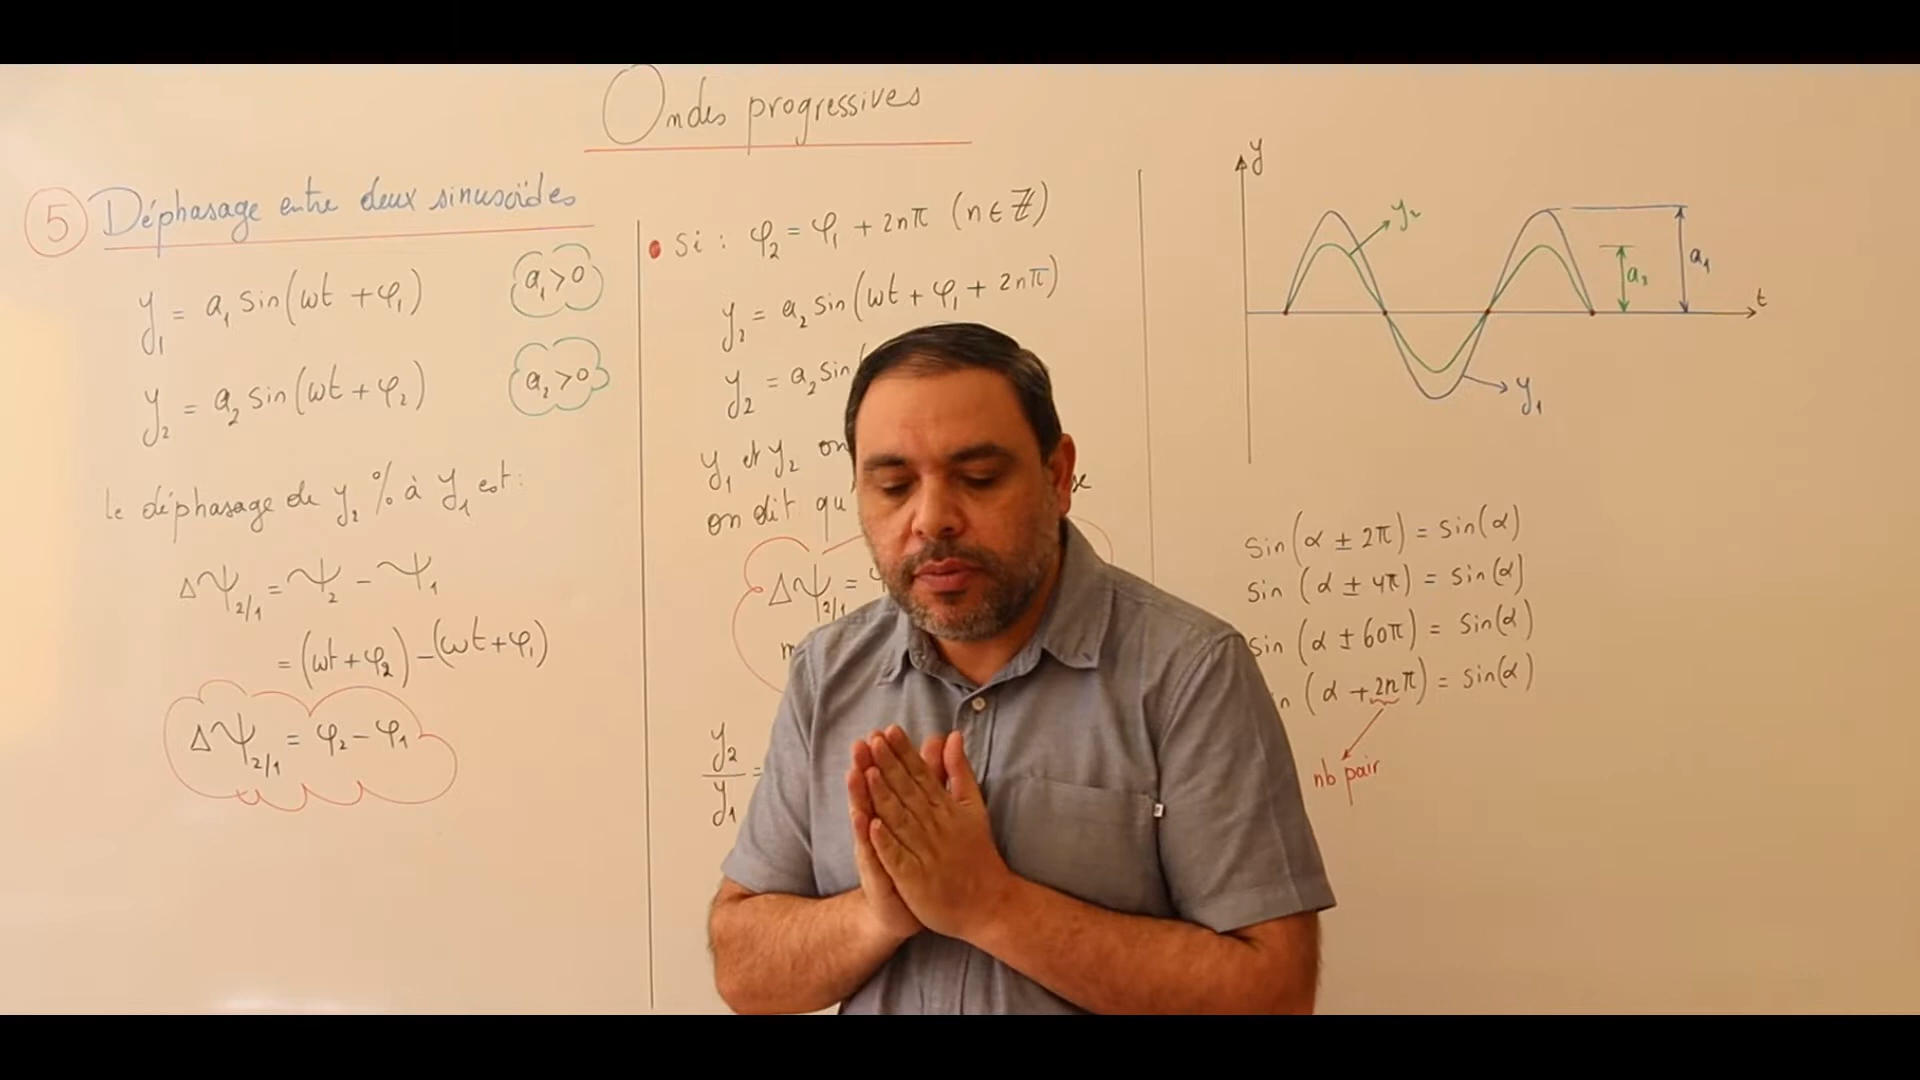 Ondes progressives
5 Déphasage entre deux sinusoïdes
y₁ = a₁ sin(ωt + φ₁)
a₁ > 0
y₂ = a₂ sin(ωt + φ₂)
a₂ > 0
le déphasage de y₂ % à y₁ est :
Δψ₂/₁ = ψ₂ - ψ₁
= (ωt + φ₂) - (ωt + φ₁)
Δψ₂/₁ = φ₂ - φ₁
• Si : φ₂ = φ₁ + 2nπ (n ∈ ℤ)
y₂ = a₂ sin(ωt + φ₁ + 2nπ)
y₂ = a₂ sin(
y₁ et y₂ on
on dit qu'
Δψ₂/₁ =
y₂/y₁ =
y
y₂
a₂
a₁
t
y₁
Sin(α ± 2π) = sin(α)
Sin (α ± 4π) = sin(α)
Sin (α ± 60π) = sin(α)
(α + 2nπ) = sin(α)
nb pair